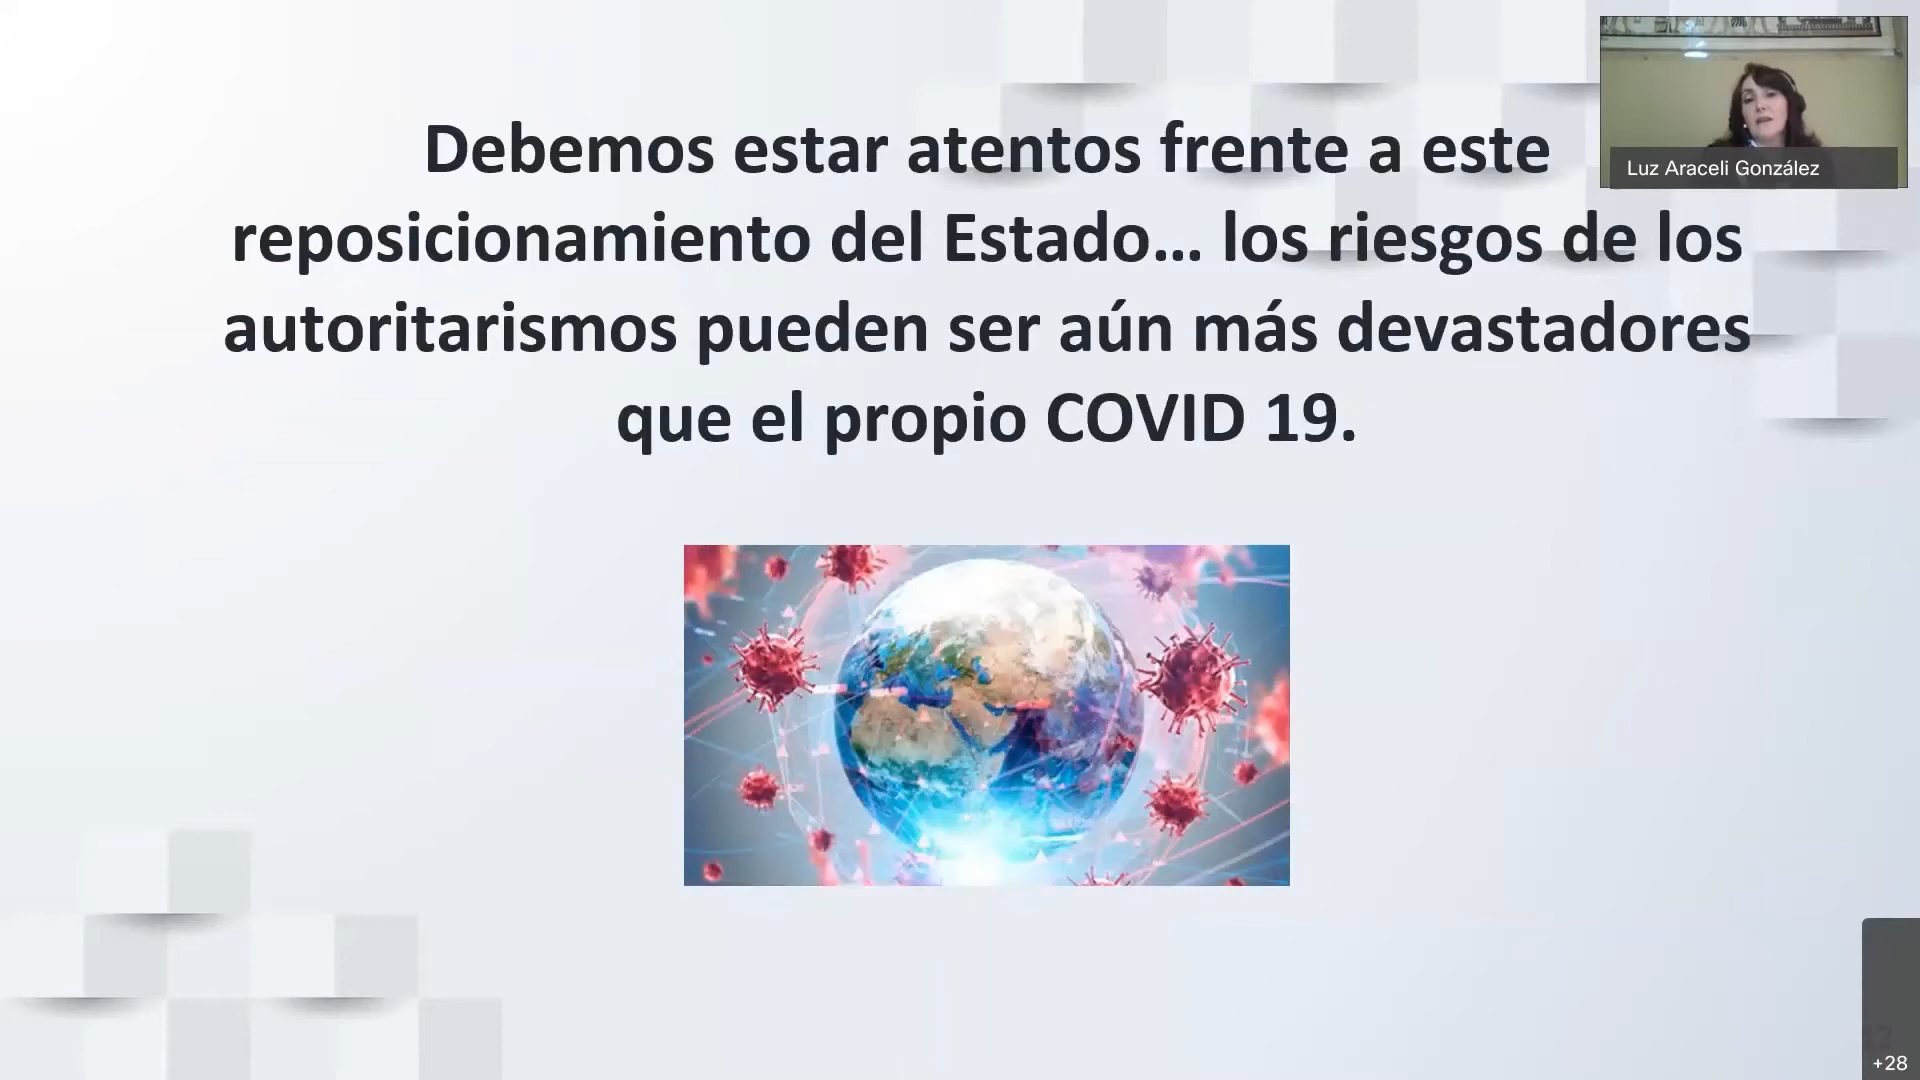 Debemos estar atentos frente a este
reposicionamiento del Estado... los riesgos de los
autoritarismos pueden ser aún más devastadores
que el propio COVID 19.
Luz Araceli González
12
+28